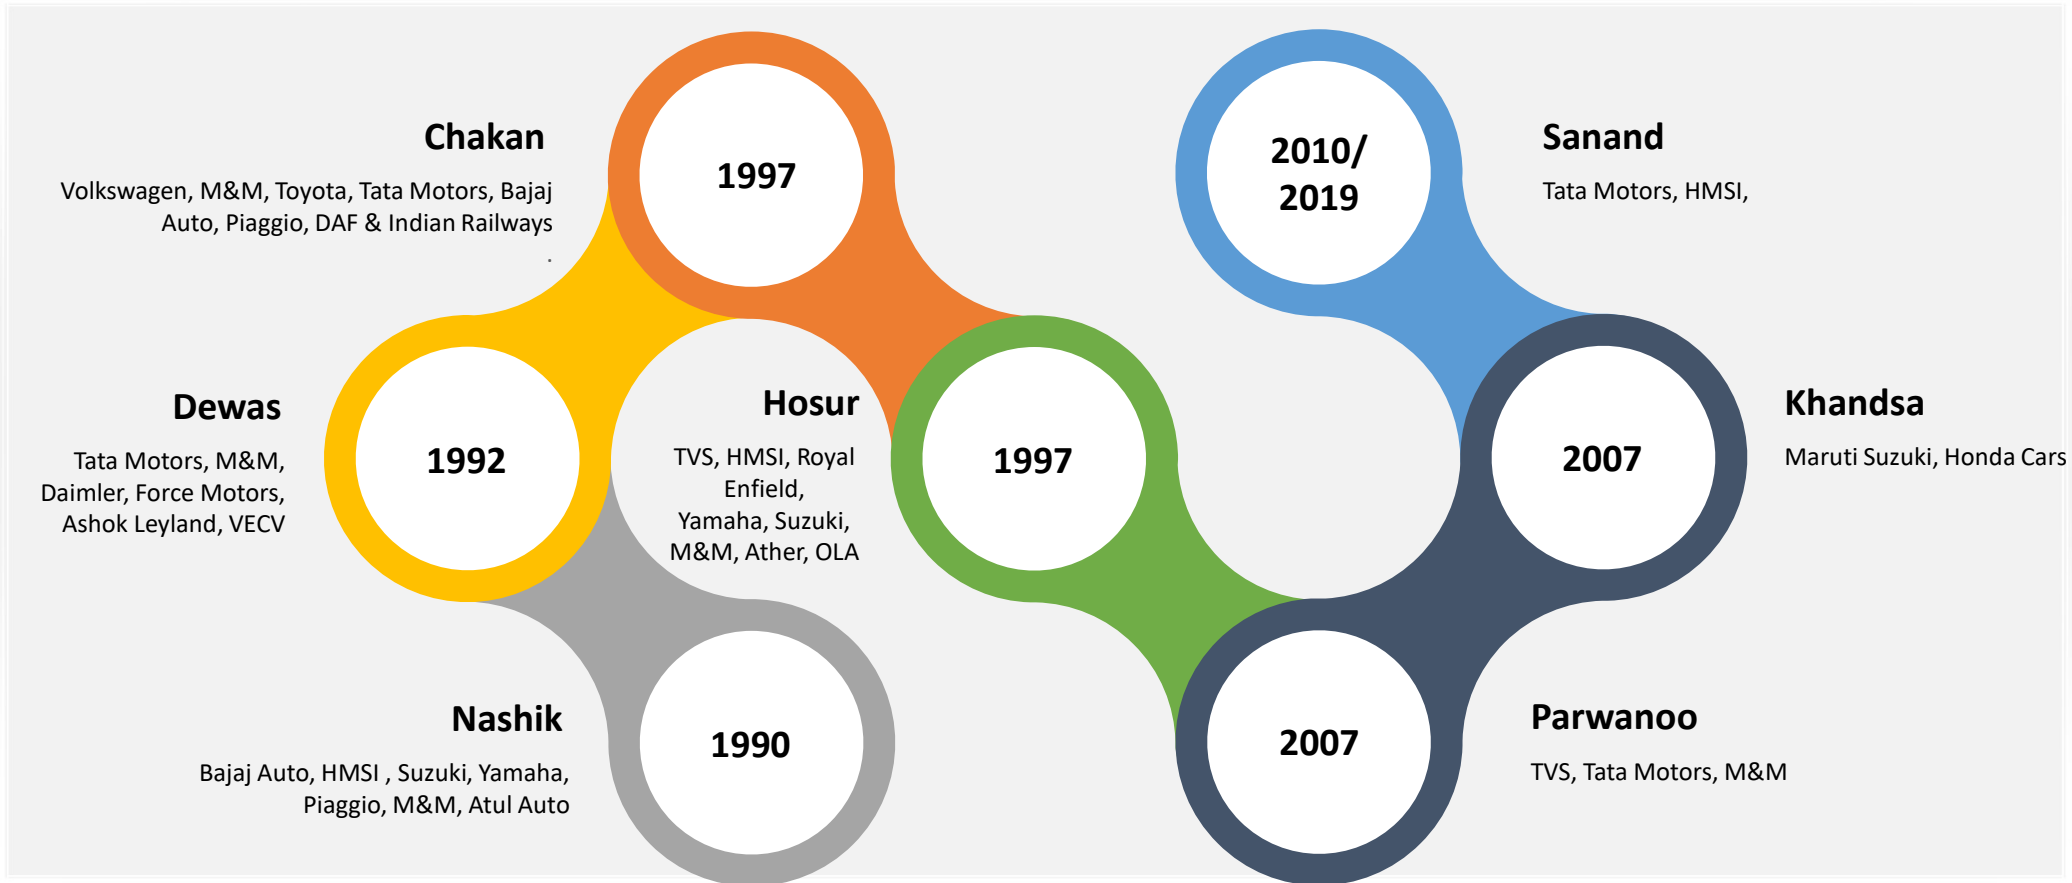 Chakan
Volkswagen, M&M, Toyota, Tata Motors, Bajaj
Auto, Piaggio, DAF & Indian Railways
.
1997
2010/
2019
Sanand
Tata Motors, HMSI,
Dewas
Tata Motors, M&M,
Daimler, Force Motors,
Ashok Leyland, VECV
1992
Hosur
TVS, HMSI, Royal
Enfield,
Yamaha, Suzuki,
M&M, Ather, OLA
1997
2007
Khandsa
Maruti Suzuki, Honda Cars
Nashik
Bajaj Auto, HMSI , Suzuki, Yamaha,
Piaggio, M&M, Atul Auto
1990
2007
Parwanoo
TVS, Tata Motors, M&M